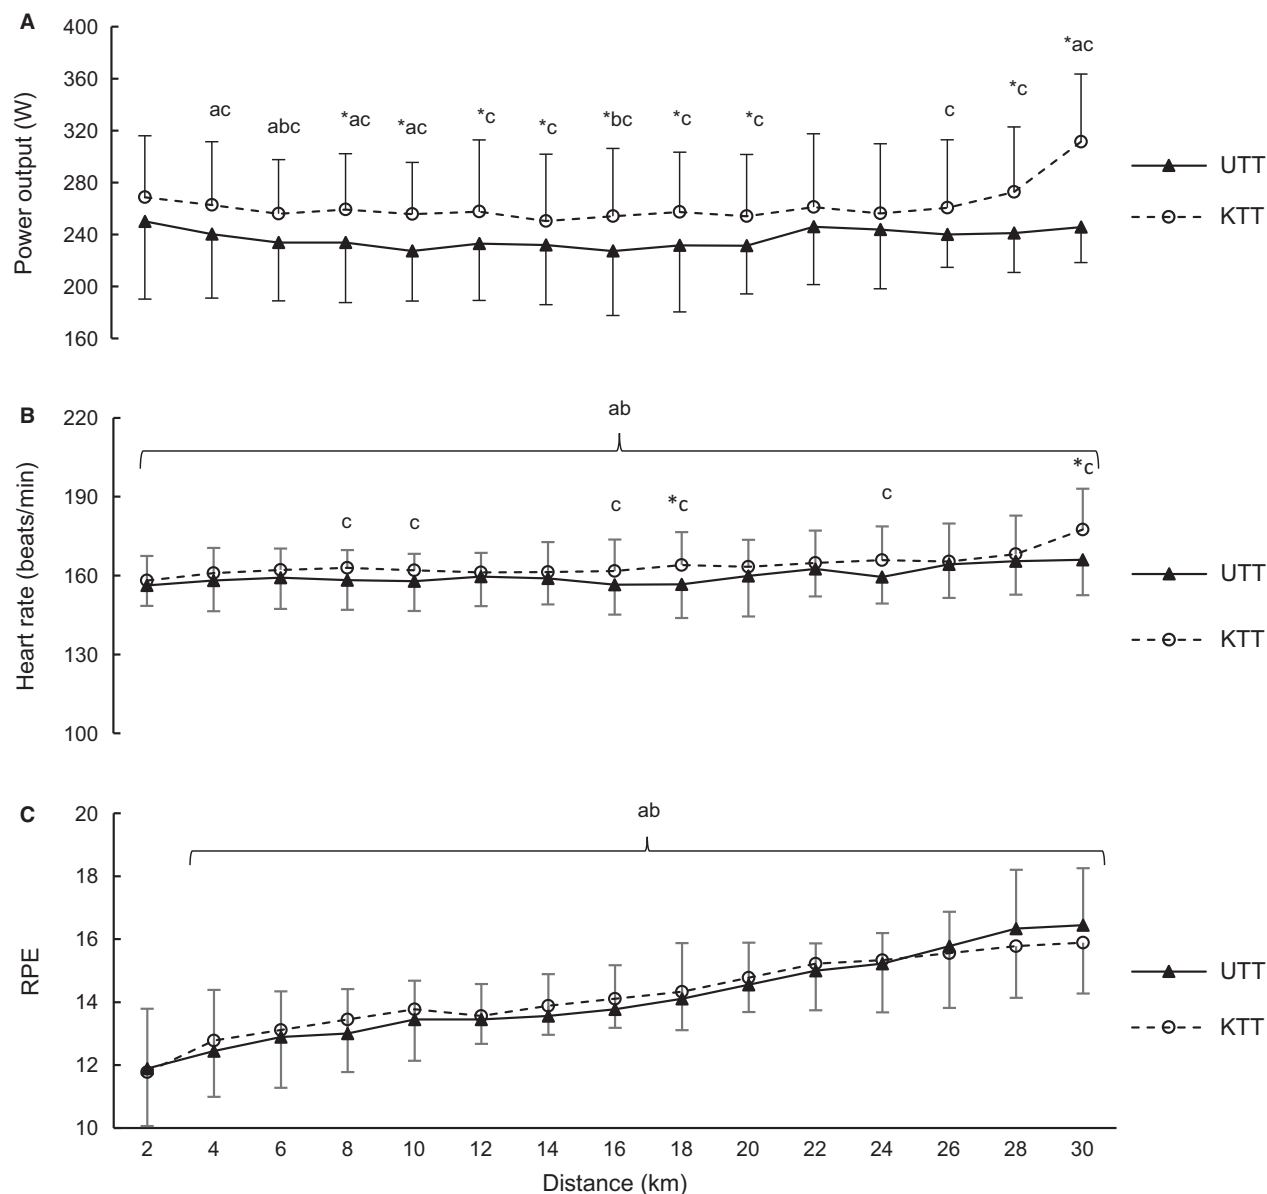 A
400
360
320
280
240
200
160
Power output (W)
ac
abc
*ac
*ac
*c
*c
*bc
*c
*c
c
*c
*ac
UTT
KTT
B
220
190
160
130
100
Heart rate (beats/min)
ab
c
c
c
*c
c
*c
UTT
KTT
C
20
18
16
14
12
10
RPE
ab
UTT
KTT
2 4 6 8 10 12 14 16 18 20 22 24 26 28 30
Distance (km)